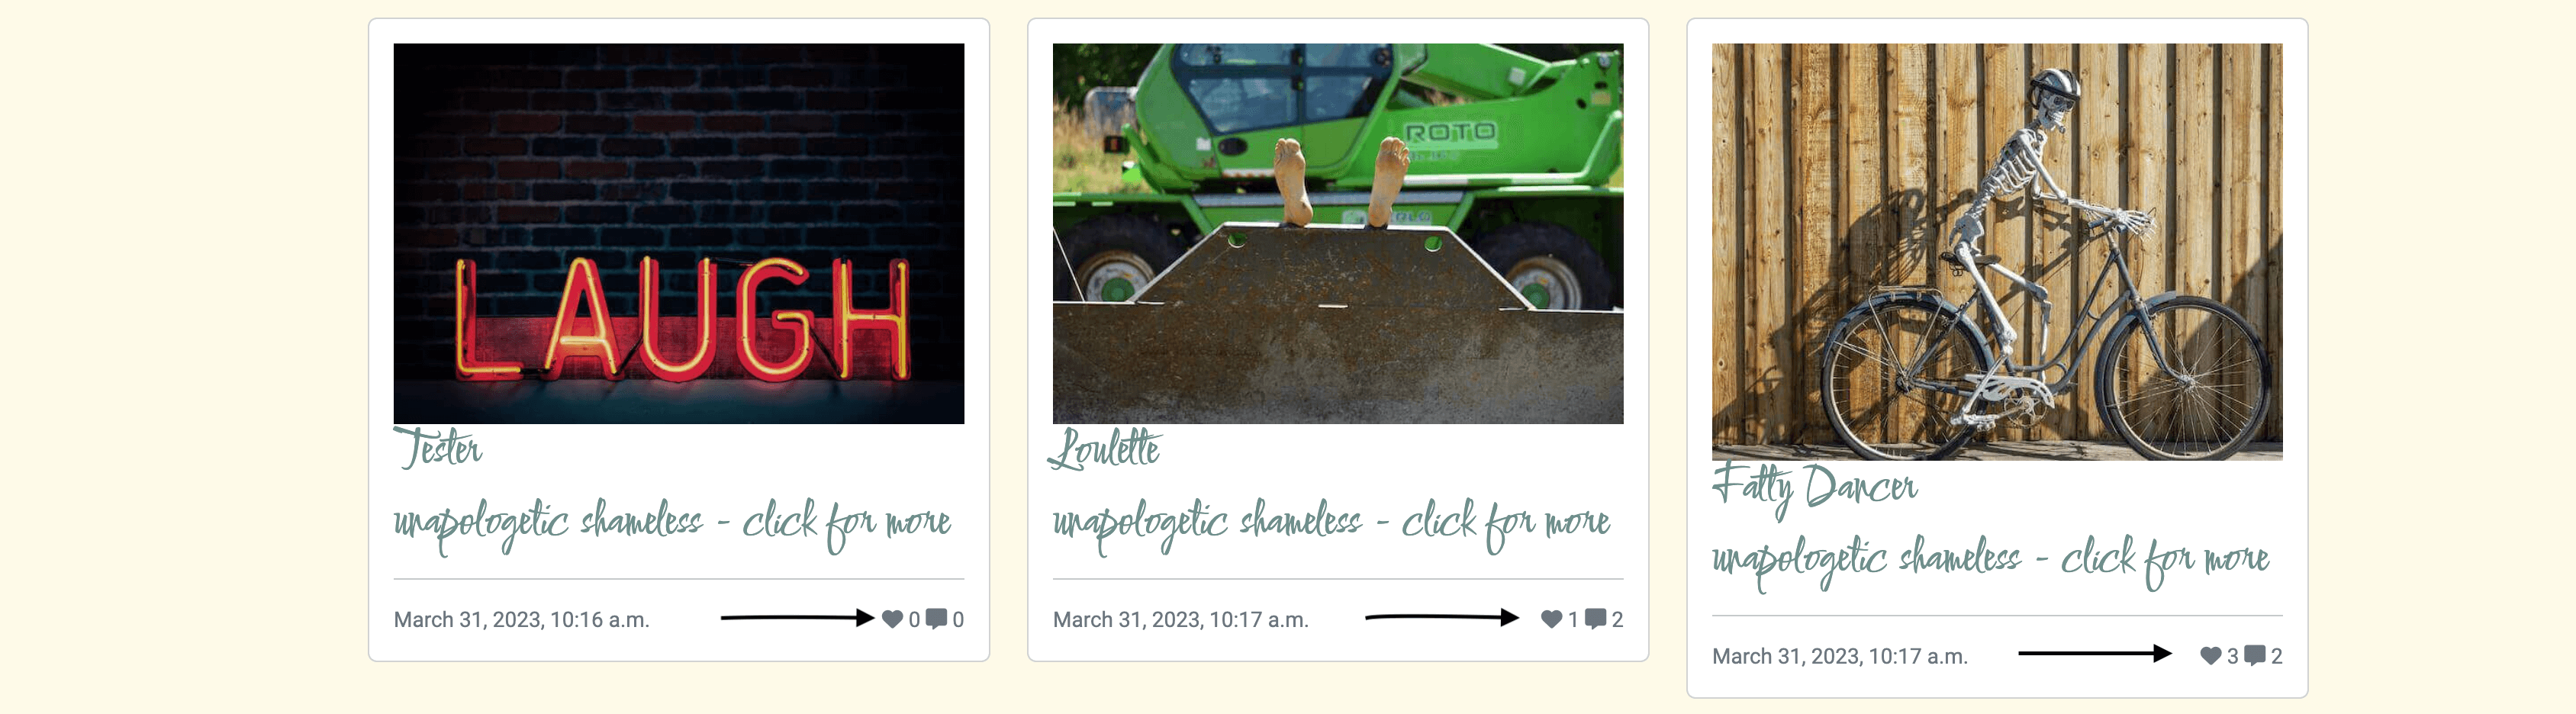 LAUGH
Tester
unapologetic shameless - click for more
March 31, 2023, 10:16 a.m.
0 0
ROTO
Loulette
unapologetic shameless - click for more
March 31, 2023, 10:17 a.m.
1 2
Fatty Dancer
unapologetic shameless - click for more
March 31, 2023, 10:17 a.m.
3 2